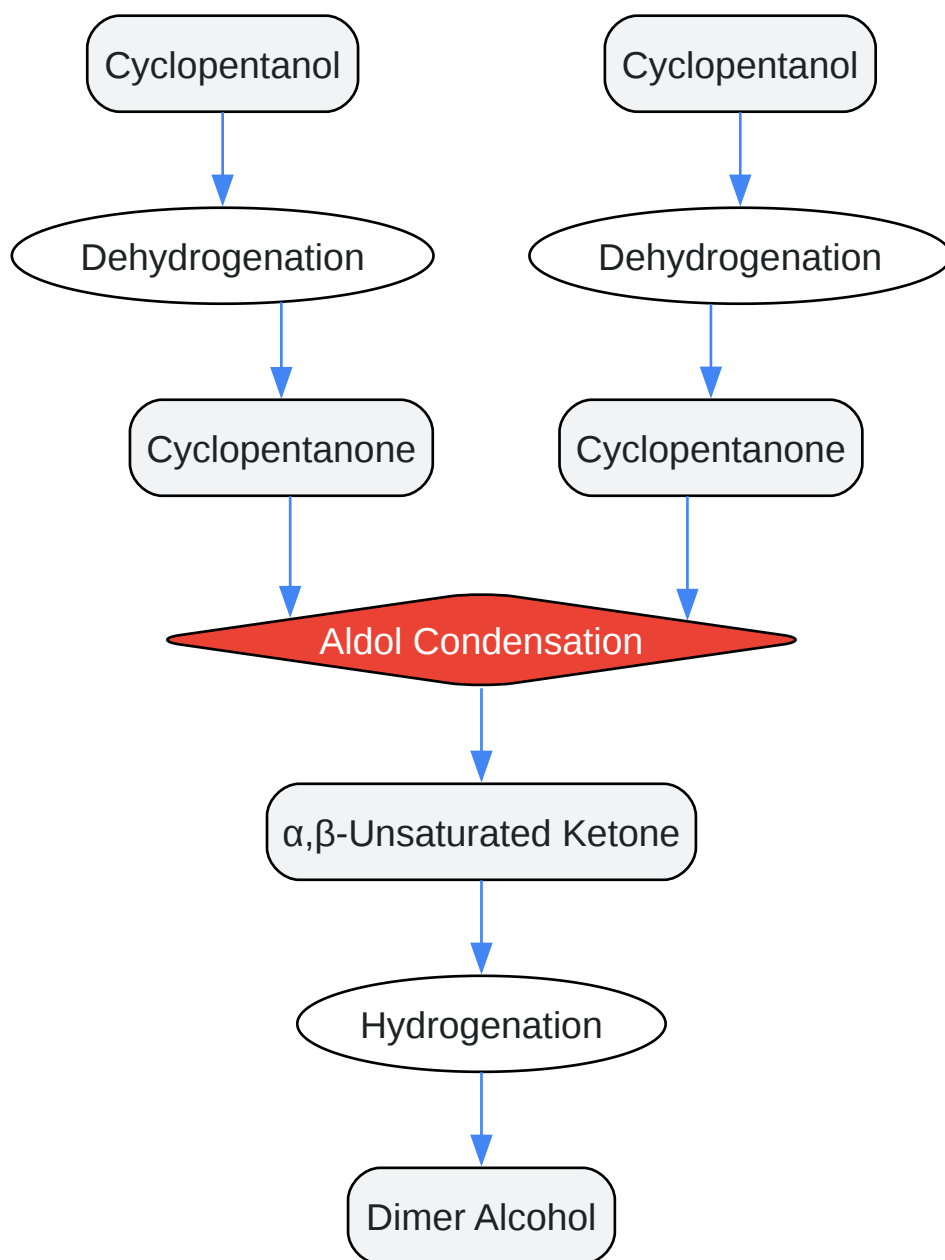 Cyclopentanol
Cyclopentanol
Dehydrogenation
Dehydrogenation
Cyclopentanone
Cyclopentanone
Aldol Condensation
α,β-Unsaturated Ketone
Hydrogenation
Dimer Alcohol